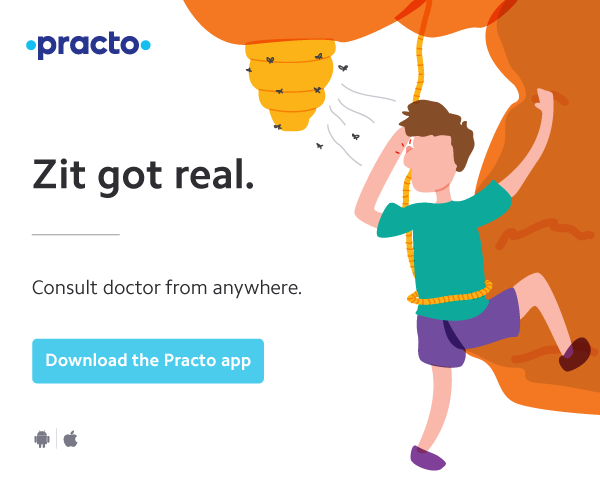 practo
Zit got real.
Consult doctor from anywhere.
Download the Practo app